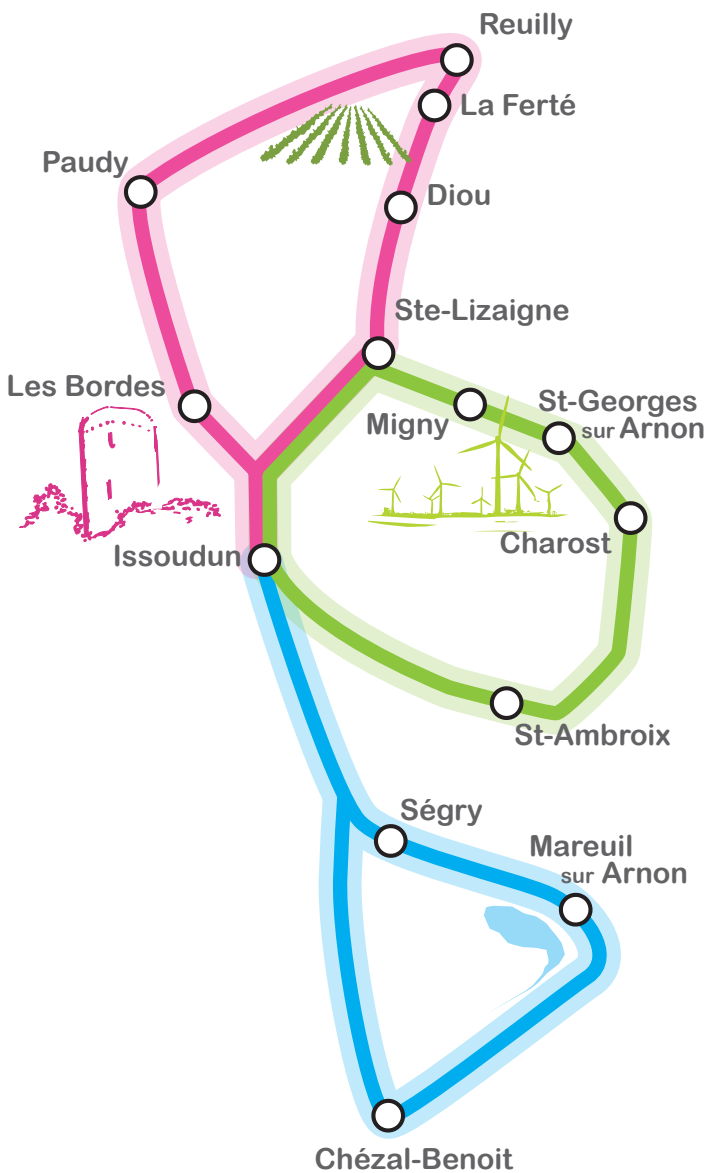 Reuilly
La Ferté
Paudy
Diou
Ste-Lizaigne
Les Bordes
Migny
St-Georges
sur Arnon
Charost
Issoudun
St-Ambroix
Ségry
Mareuil
sur Arnon
Chézal-Benoit